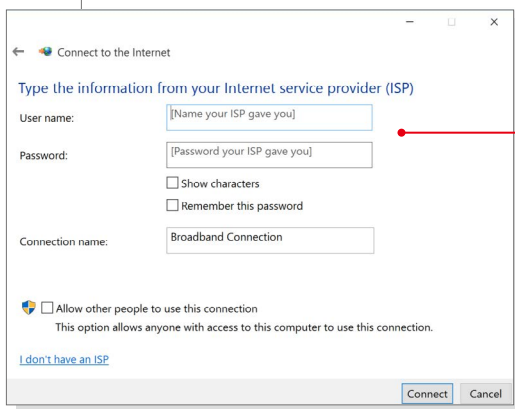 Connect to the Internet
Type the information from your Internet service provider (ISP)
User name: [Name your ISP gave you]
Password: [Password your ISP gave you]
Show characters
Remember this password
Connection name: Broadband Connection
Allow other people to use this connection
This option allows anyone with access to this computer to use this connection.
I don't have an ISP
Connect Cancel